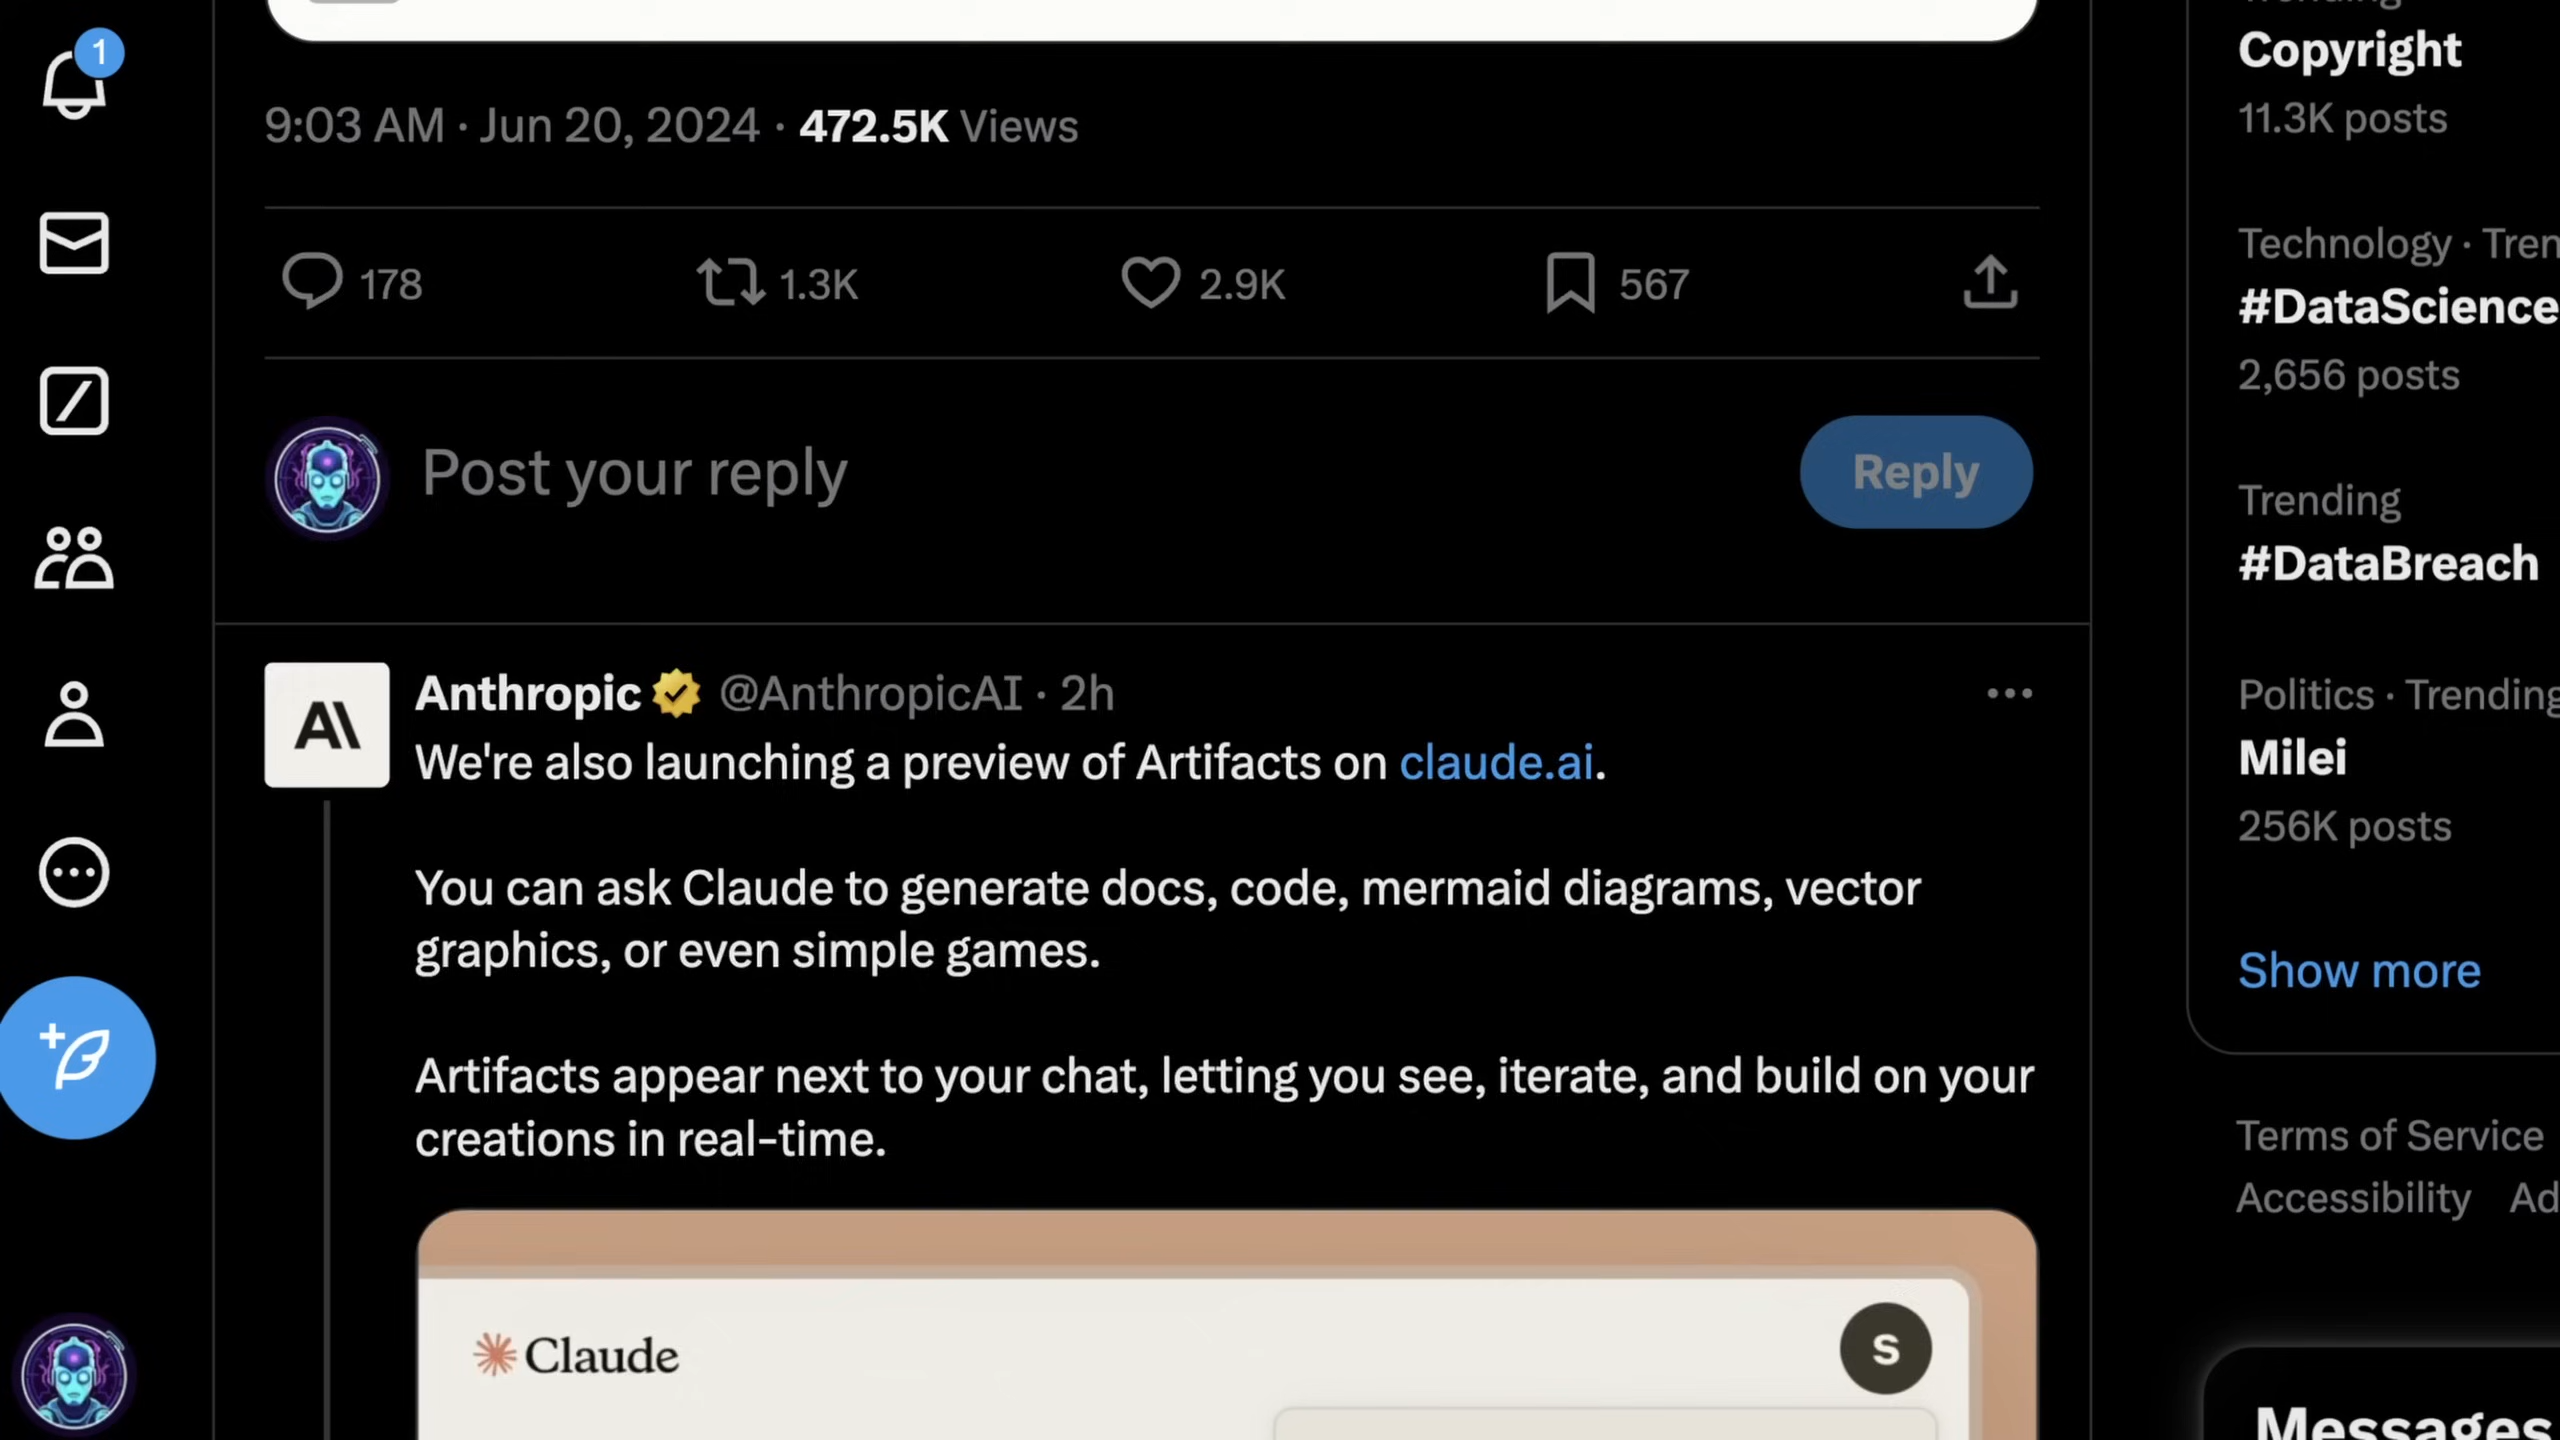 1
9:03 AM · Jun 20, 2024 · 472.5K Views
178
1.3K
2.9K
567
Post your reply
Reply
Anthropic @AnthropicAI · 2h
We're also launching a preview of Artifacts on claude.ai.
You can ask Claude to generate docs, code, mermaid diagrams, vector
graphics, or even simple games.
Artifacts appear next to your chat, letting you see, iterate, and build on your
creations in real-time.
Claude
S
Trending
Copyright
11.3K posts
Technology · Tren
#DataScience
2,656 posts
Trending
#DataBreach
Politics · Trending
Milei
256K posts
Show more
Terms of Service
Accessibility Ad
Messages